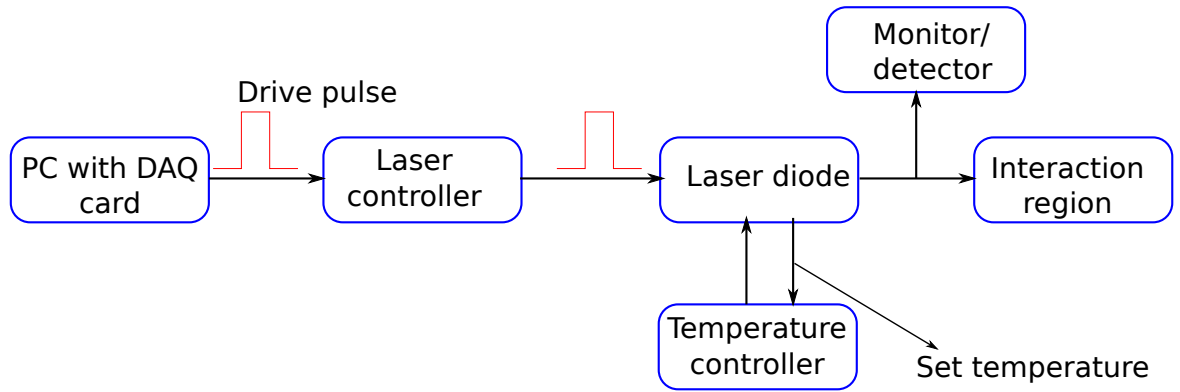 Monitor/
detector
Drive pulse
PC with DAQ
card
Laser
controller
Laser diode
Interaction
region
Temperature
controller
Set temperature